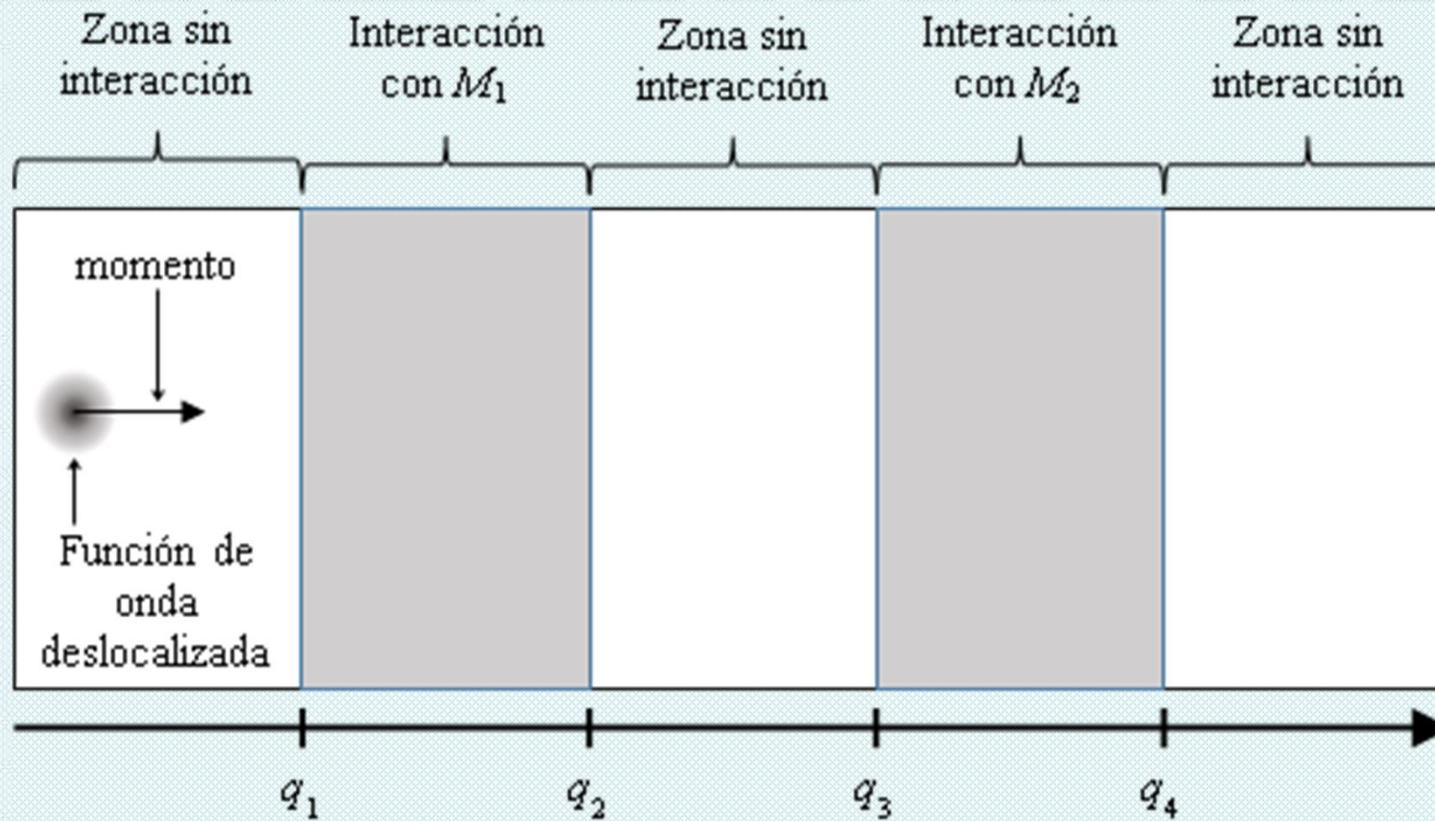 Zona sin
interacción
Interacción
con M₁
Zona sin
interacción
Interacción
con M₂
Zona sin
interacción
momento
Función de
onda
deslocalizada
q₁
q₂
q₃
q₄